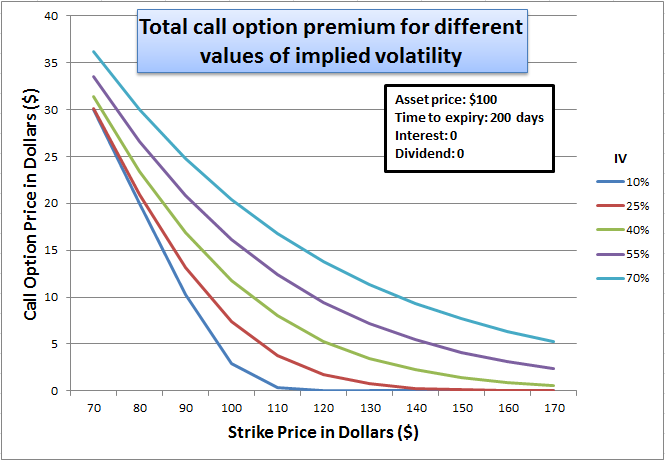 Total call option premium for different
values of implied volatility
Asset price: $100
Time to expiry: 200 days
Interest: 0
Dividend: 0
IV
10%
25%
40%
55%
70%
Call Option Price in Dollars ($)
40
35
30
25
20
15
10
5
0
70 80 90 100 110 120 130 140 150 160 170
Strike Price in Dollars ($)